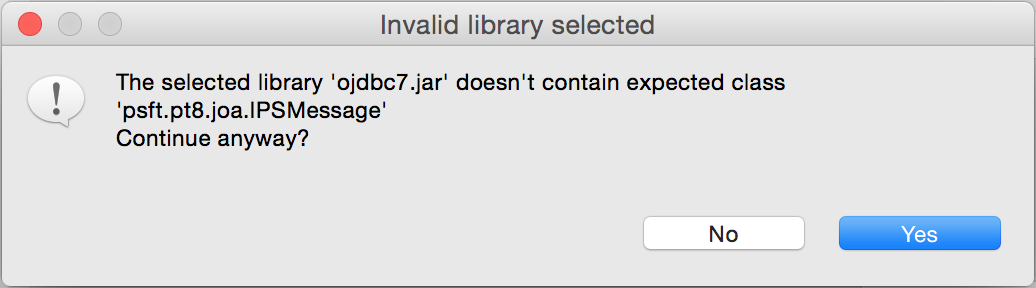 Invalid library selected
The selected library 'ojdbc7.jar' doesn't contain expected class
'psft.pt8.joa.IPSMessage'
Continue anyway?
No
Yes